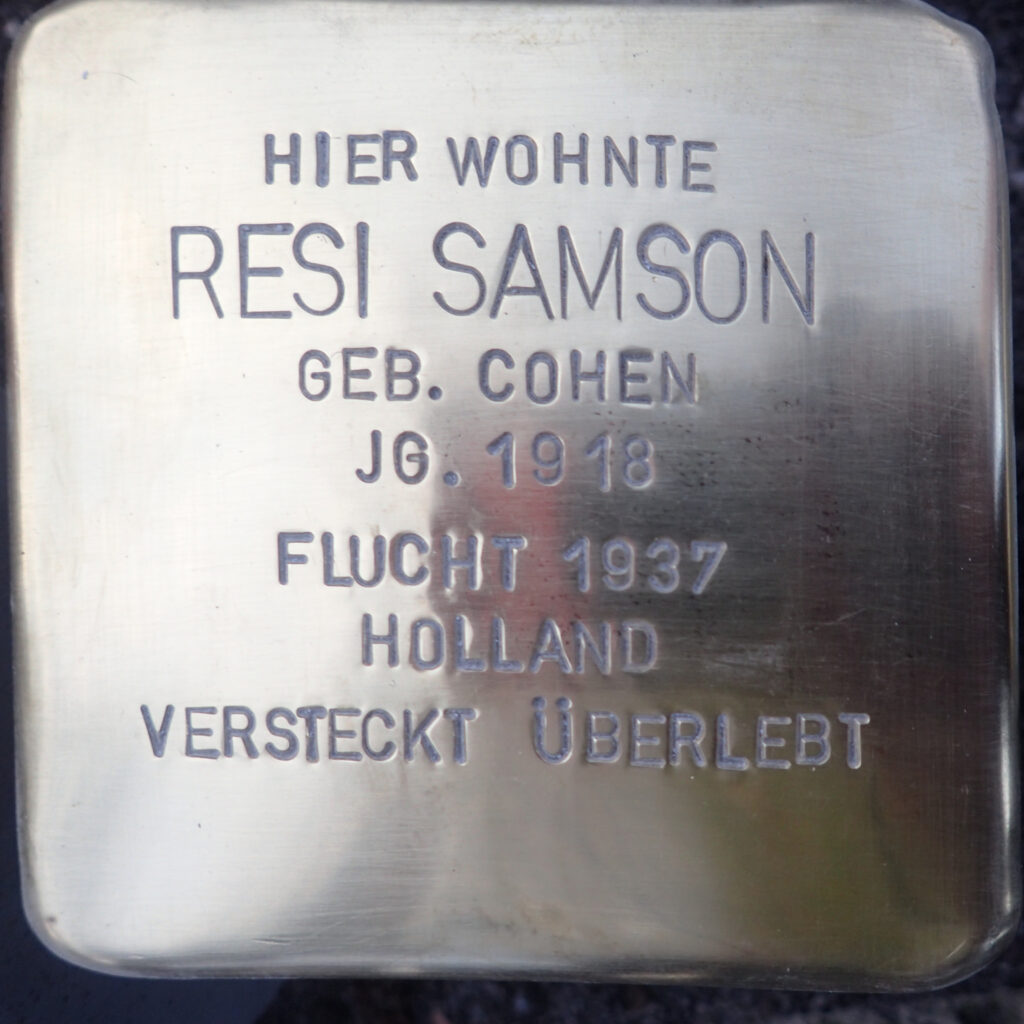 HIER WOHNTE
RESI SAMSON
GEB. COHEN
JG. 1918
FLUCHT 1937
HOLLAND
VERSTECKT ÜBERLEBT